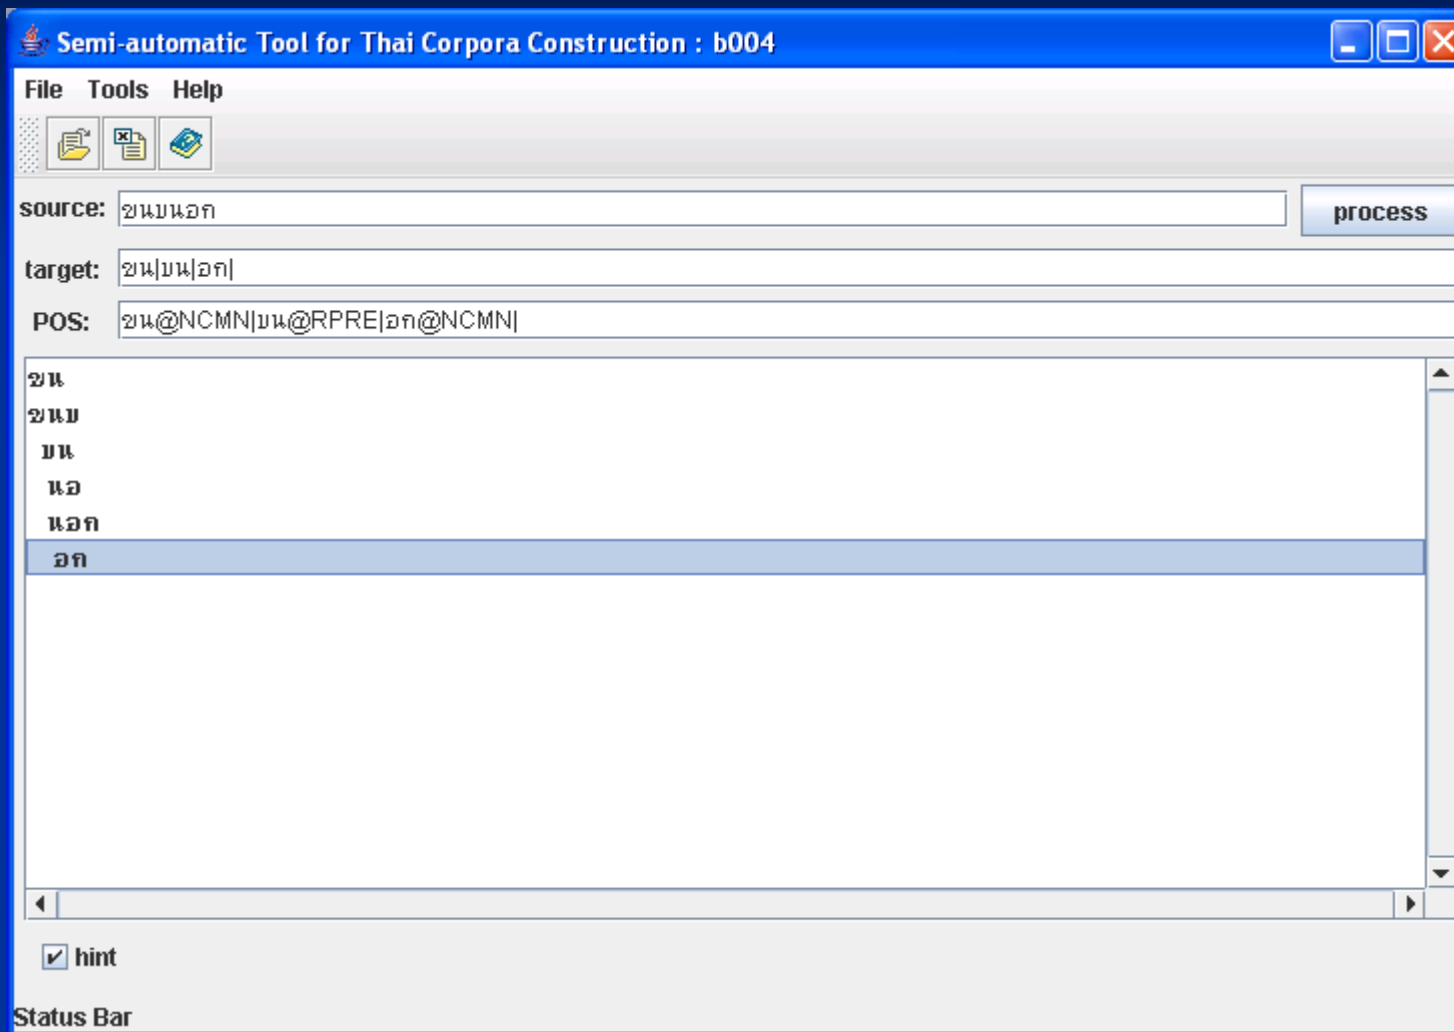 Semi-automatic Tool for Thai Corpora Construction : b004
File Tools Help
source: ขนบนอก process
target: ขน|บน|อก|
POS: ขน@NCMN|บน@RPRE|อก@NCMN|
ขน
ขนบ
บน
นอ
นอก
อก
hint
Status Bar